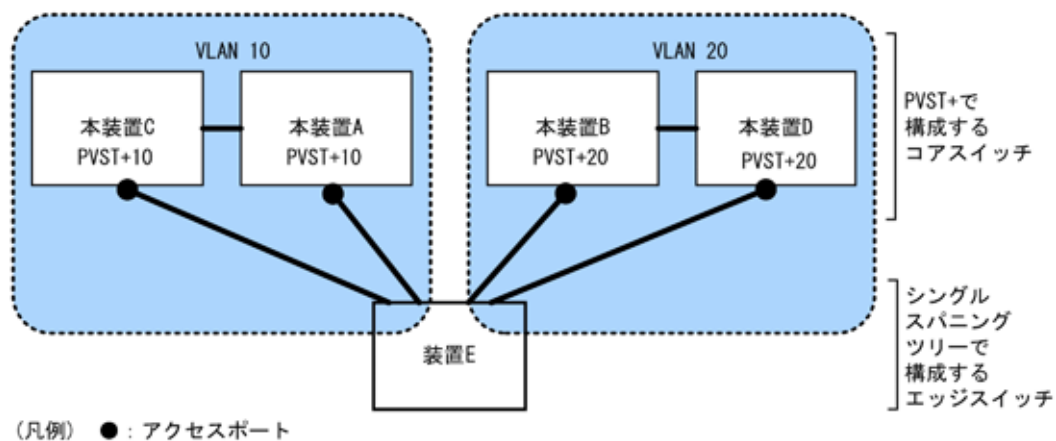 VLAN 10
VLAN 20
本装置C
PVST+10
本装置A
PVST+10
本装置B
PVST+20
本装置D
PVST+20
PVST+で
構成する
コアスイッチ
装置E
シングル
スパニング
ツリーで
構成する
エッジスイッチ
(凡例) ●:アクセスポート